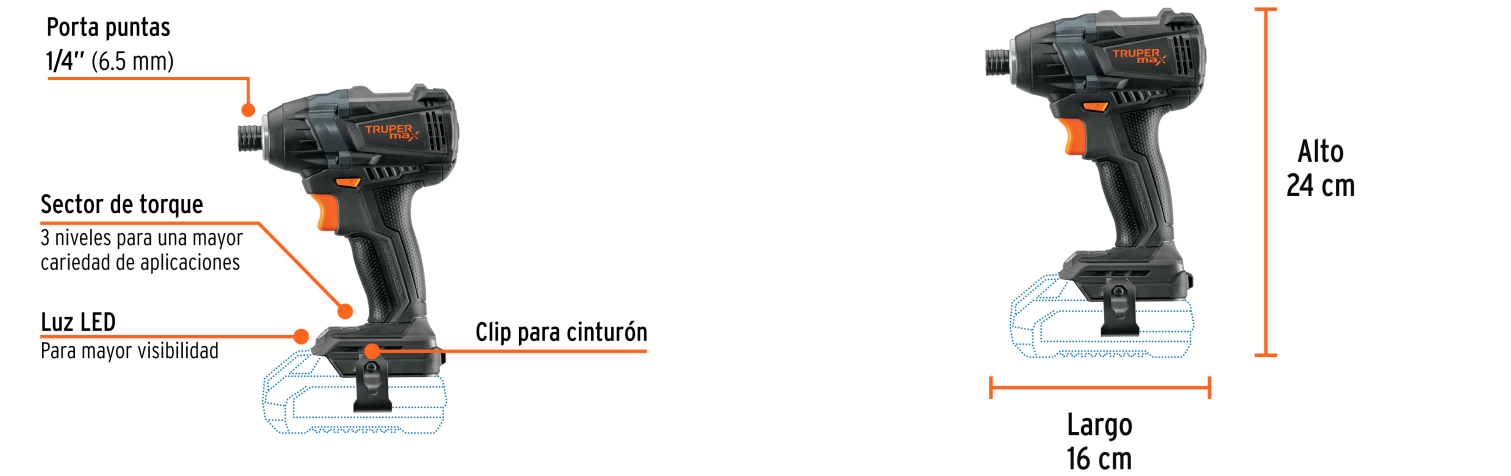 Porta puntas
1/4" (6.5 mm)
TRUPER
max
Sector de torque
3 niveles para una mayor
cariedad de aplicaciones
Luz LED
Para mayor visibilidad
Clip para cinturón
TRUPER
max
Alto
24 cm
Largo
16 cm